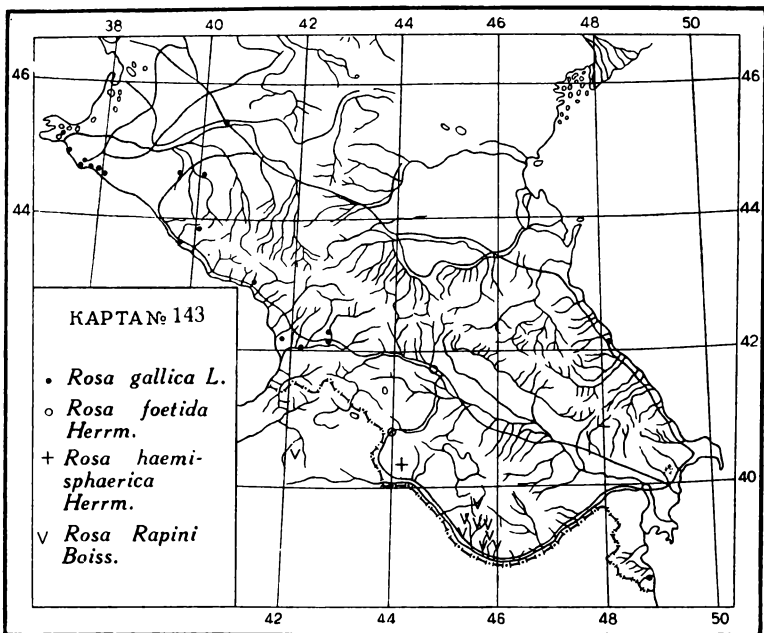 38 40 42 44 46 48 50
46 46
44 44
42 42
40
КАРТА № 143
Rosa gallica L.
Rosa foetida
Herrm.
+ Rosa haemi-
sphaerica
Herrm.
Rosa Rapini
Boiss.
42 44 46 48 50